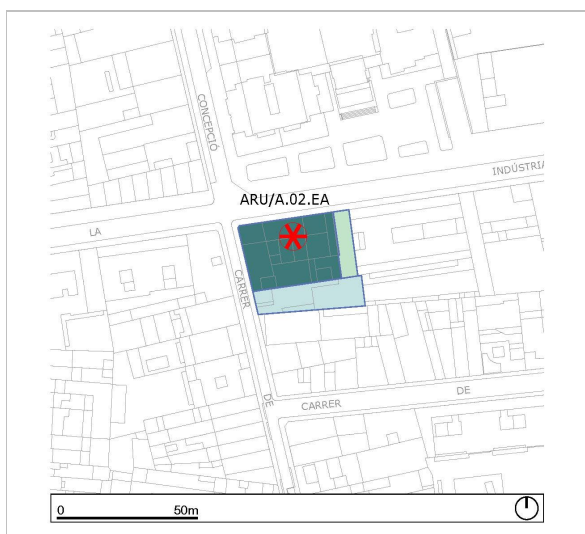 CONCEPCIÓ
INDÚSTRIA
ARU/A.02.EA
LA
CARRER
DE
CARRER
DE
0
50m